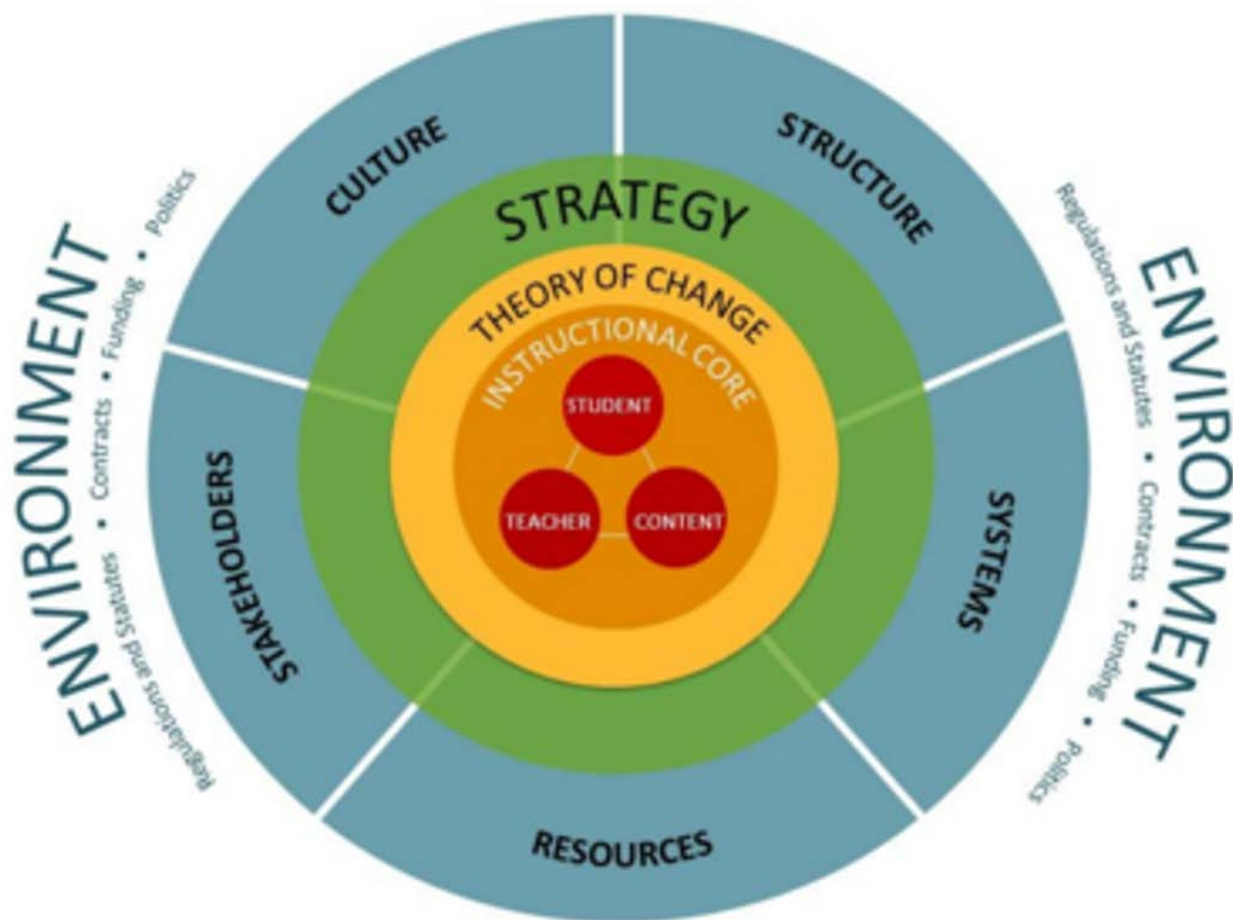 CULTURE
STRUCTURE
STRATEGY
THEORY OF CHANGE
INSTRUCTIONAL CORE
STUDENT
TEACHER
CONTENT
STAKEHOLDERS
SYSTEMS
RESOURCES
ENVIRONMENT
Regulations and Statutes • Contracts • Funding • Politics
ENVIRONMENT
Regulations and Statutes • Contracts • Funding • Politics